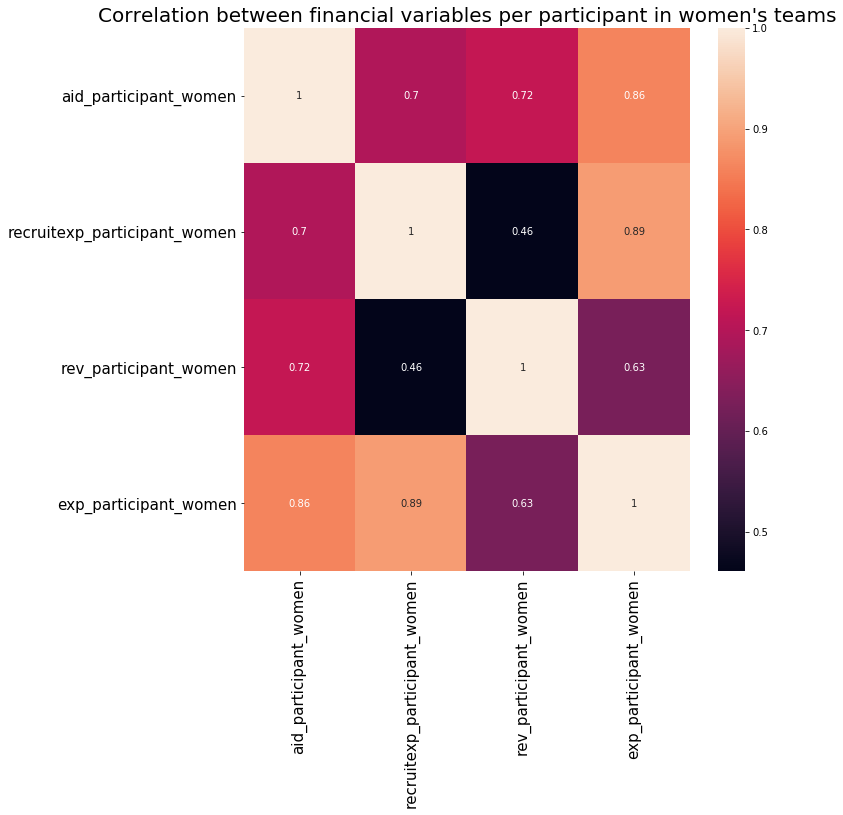 Correlation between financial variables per participant in women's teams
aid_participant_women
1
0.7
0.72
0.86
recruitexp_participant_women
0.7
1
0.46
0.89
rev_participant_women
0.72
0.46
1
0.63
exp_participant_women
0.86
0.89
0.63
1
aid_participant_women
recruitexp_participant_women
rev_participant_women
exp_participant_women
1.0
0.9
0.8
0.7
0.6
0.5